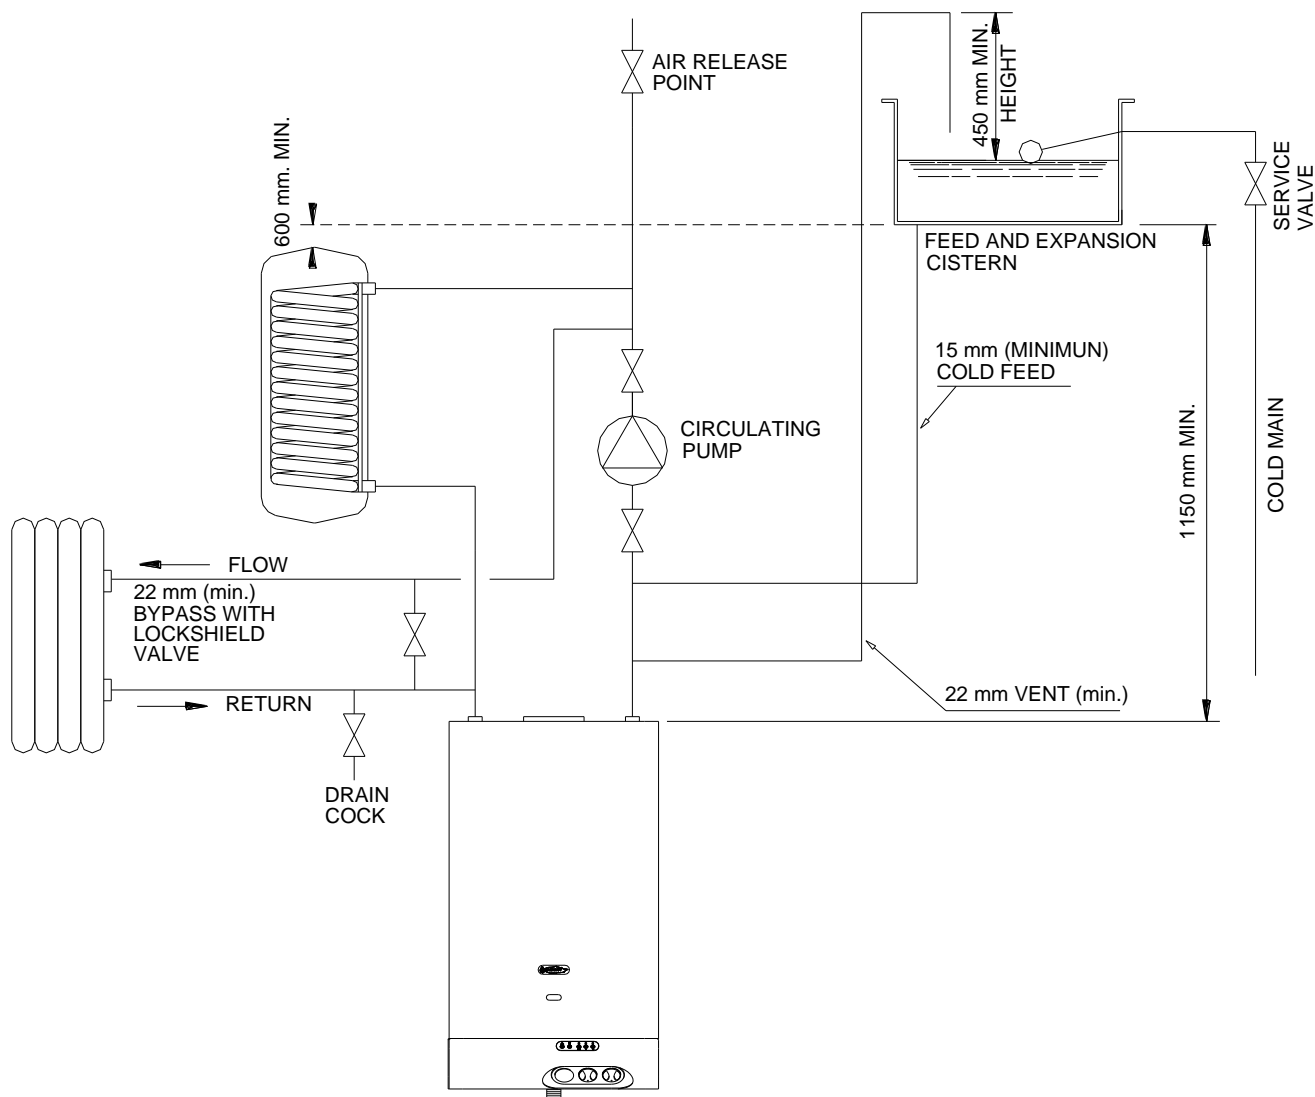 AIR RELEASE
POINT
450 mm MIN.
HEIGHT
600 mm. MIN.
SERVICE
VALVE
FEED AND EXPANSION
CISTERN
15 mm (MINIMUN)
COLD FEED
CIRCULATING
PUMP
1150 mm MIN.
COLD MAIN
FLOW
22 mm (min.)
BYPASS WITH
LOCKSHIELD
VALVE
RETURN
22 mm VENT (min.)
DRAIN
COCK